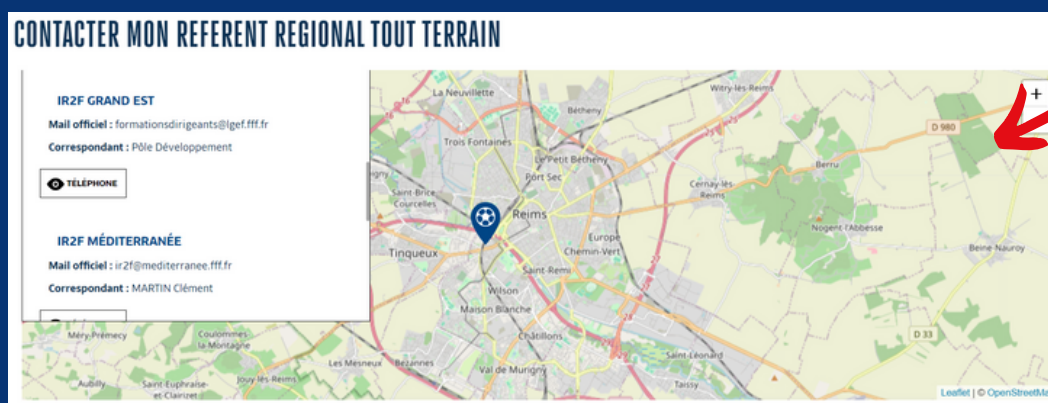 CONTACTER MON REFERENT REGIONAL TOUT TERRAIN
IR2F GRAND EST
Mail officiel : formationsdirigeants@lgef.fff.fr
Correspondant : Pôle Développement
TÉLÉPHONE
IR2F MÉDITERRANÉE
Mail officiel : ir2f@mediterranee.fff.fr
Correspondant : MARTIN Clément
La Neuvillette
Witry-lès-Reims
Bétheny
D 980
Trois Fontaines
Le Petit Bétheny
Port Sec
Berru
Cernay-lès-
Reims
Saint-Brice-
Courcelles
Reims
Nogent-l'Abbesse
Europe
Chemin-Vert
Beine-Nauroy
Tinqueux
Saint-Remi
Wilson
Maison Blanche
Châtillons
D 33
Méry-Prémecy
Coulommes-
la-Montagne
Saint-Léonard
Les Mesneux
Bezannes
Val de Murigny
Taissy
Aubilly
Saint-Euphraise-
et-Clairizet
Jouy-lès-Reims
+
Leaflet | © OpenStreetMa